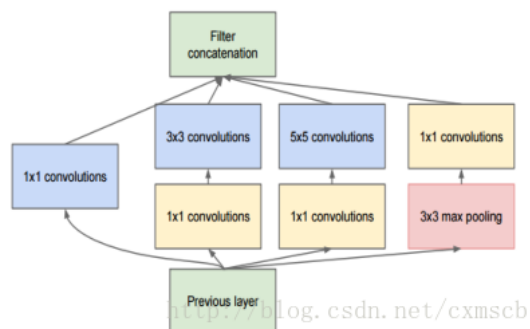 Filter
concatenation
3x3 convolutions
5x5 convolutions
1x1 convolutions
1x1 convolutions
1x1 convolutions
1x1 convolutions
3x3 max pooling
Previous layer
http://blog.csdn.net/cxmscb